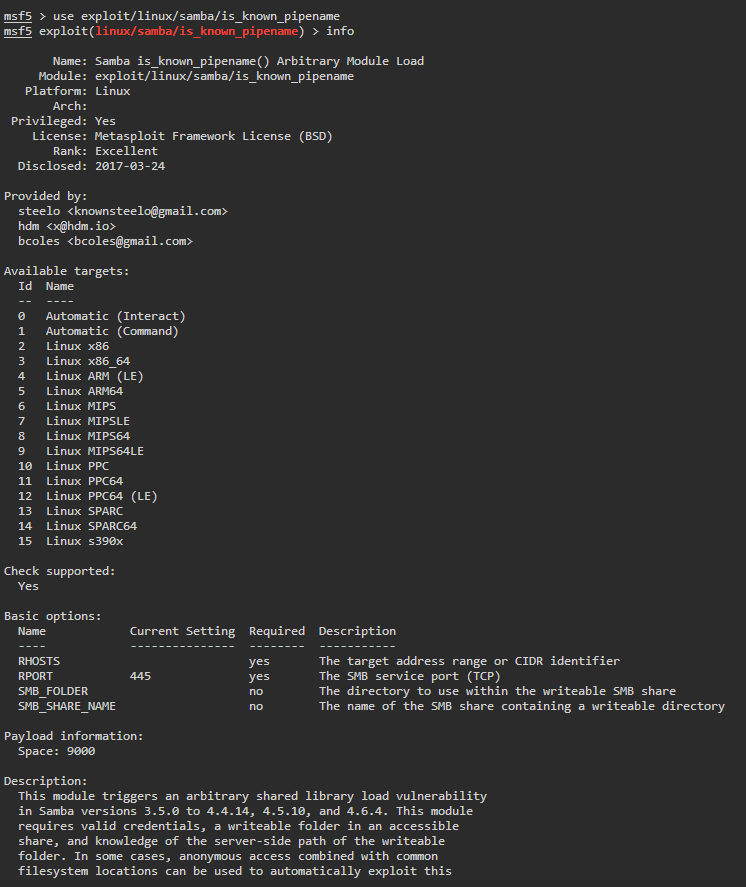 msf5 > use exploit/linux/samba/is_known_pipename
msf5 exploit(linux/samba/is_known_pipename) > info

       Name: Samba is_known_pipename() Arbitrary Module Load
     Module: exploit/linux/samba/is_known_pipename
   Platform: Linux
       Arch:
 Privileged: Yes
    License: Metasploit Framework License (BSD)
       Rank: Excellent
  Disclosed: 2017-03-24

Provided by:
  steelo <knownsteelo@gmail.com>
  hdm <x@hdm.io>
  bcoles <bcoles@gmail.com>

Available targets:
  Id  Name
  --  ----
  0   Automatic (Interact)
  1   Automatic (Command)
  2   Linux x86
  3   Linux x86_64
  4   Linux ARM (LE)
  5   Linux ARM64
  6   Linux MIPS
  7   Linux MIPSLE
  8   Linux MIPS64
  9   Linux MIPS64LE
  10  Linux PPC
  11  Linux PPC64
  12  Linux PPC64 (LE)
  13  Linux SPARC
  14  Linux SPARC64
  15  Linux s390x

Check supported:
  Yes

Basic options:
  Name            Current Setting  Required  Description
  ----            ---------------  --------  -----------
  RHOSTS                           yes       The target address range or CIDR identifier
  RPORT           445              yes       The SMB service port (TCP)
  SMB_FOLDER                       no        The directory to use within the writeable SMB share
  SMB_SHARE_NAME                   no        The name of the SMB share containing a writeable directory

Payload information:
  Space: 9000

Description:
  This module triggers an arbitrary shared library load vulnerability
  in Samba versions 3.5.0 to 4.4.14, 4.5.10, and 4.6.4. This module
  requires valid credentials, a writeable folder in an accessible
  share, and knowledge of the server-side path of the writeable
  folder. In some cases, anonymous access combined with common
  filesystem locations can be used to automatically exploit this